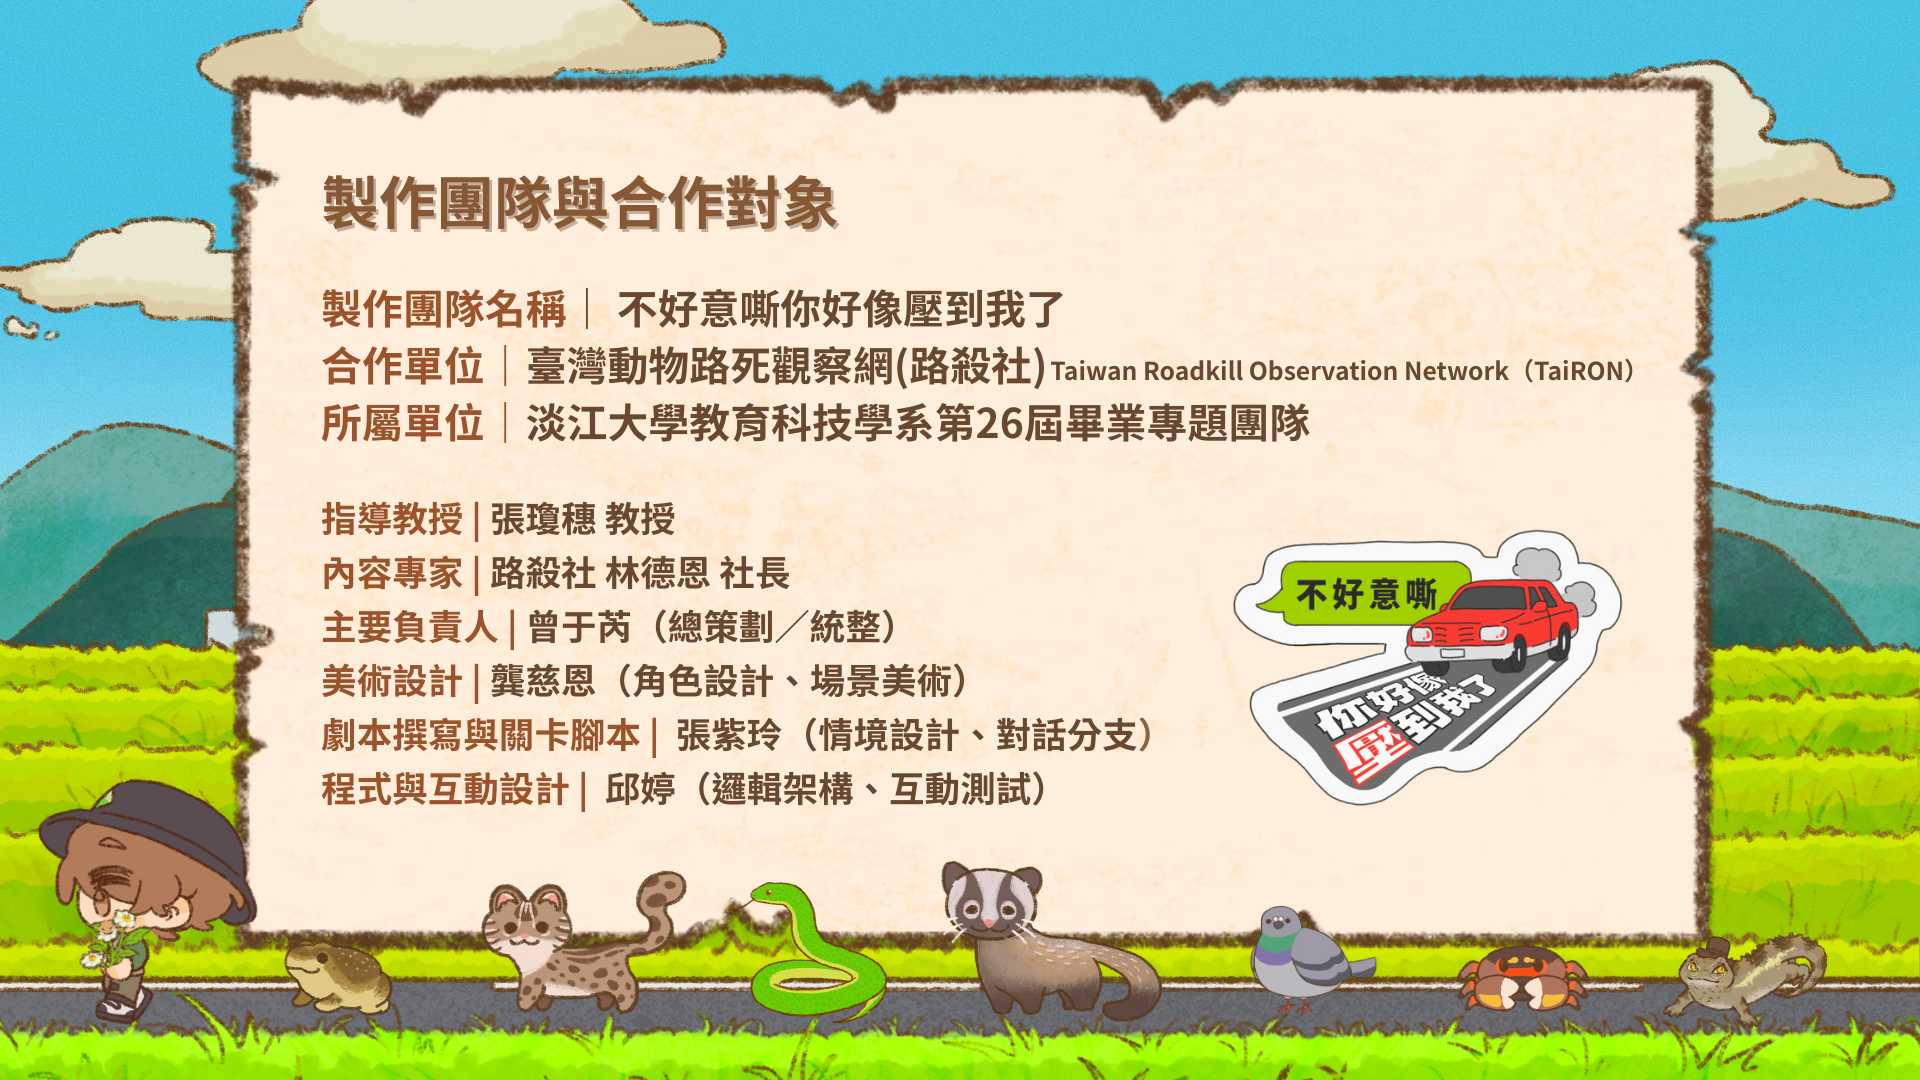 製作團隊與合作對象
製作團隊名稱｜ 不好意嘶你好像壓到我了
合作單位｜臺灣動物路死觀察網(路殺社)Taiwan Roadkill Observation Network（TaiRON）
所屬單位｜淡江大學教育科技學系第26屆畢業專題團隊
指導教授 | 張瓊穗 教授
內容專家 | 路殺社 林德恩 社長
主要負責人 | 曾于芮（總策劃／統整）
美術設計 | 龔慈恩（角色設計、場景美術）
劇本撰寫與關卡腳本 | 張紫玲（情境設計、對話分支）
程式與互動設計 | 邱婷（邏輯架構、互動測試）
不好意嘶
你好像
壓到我了